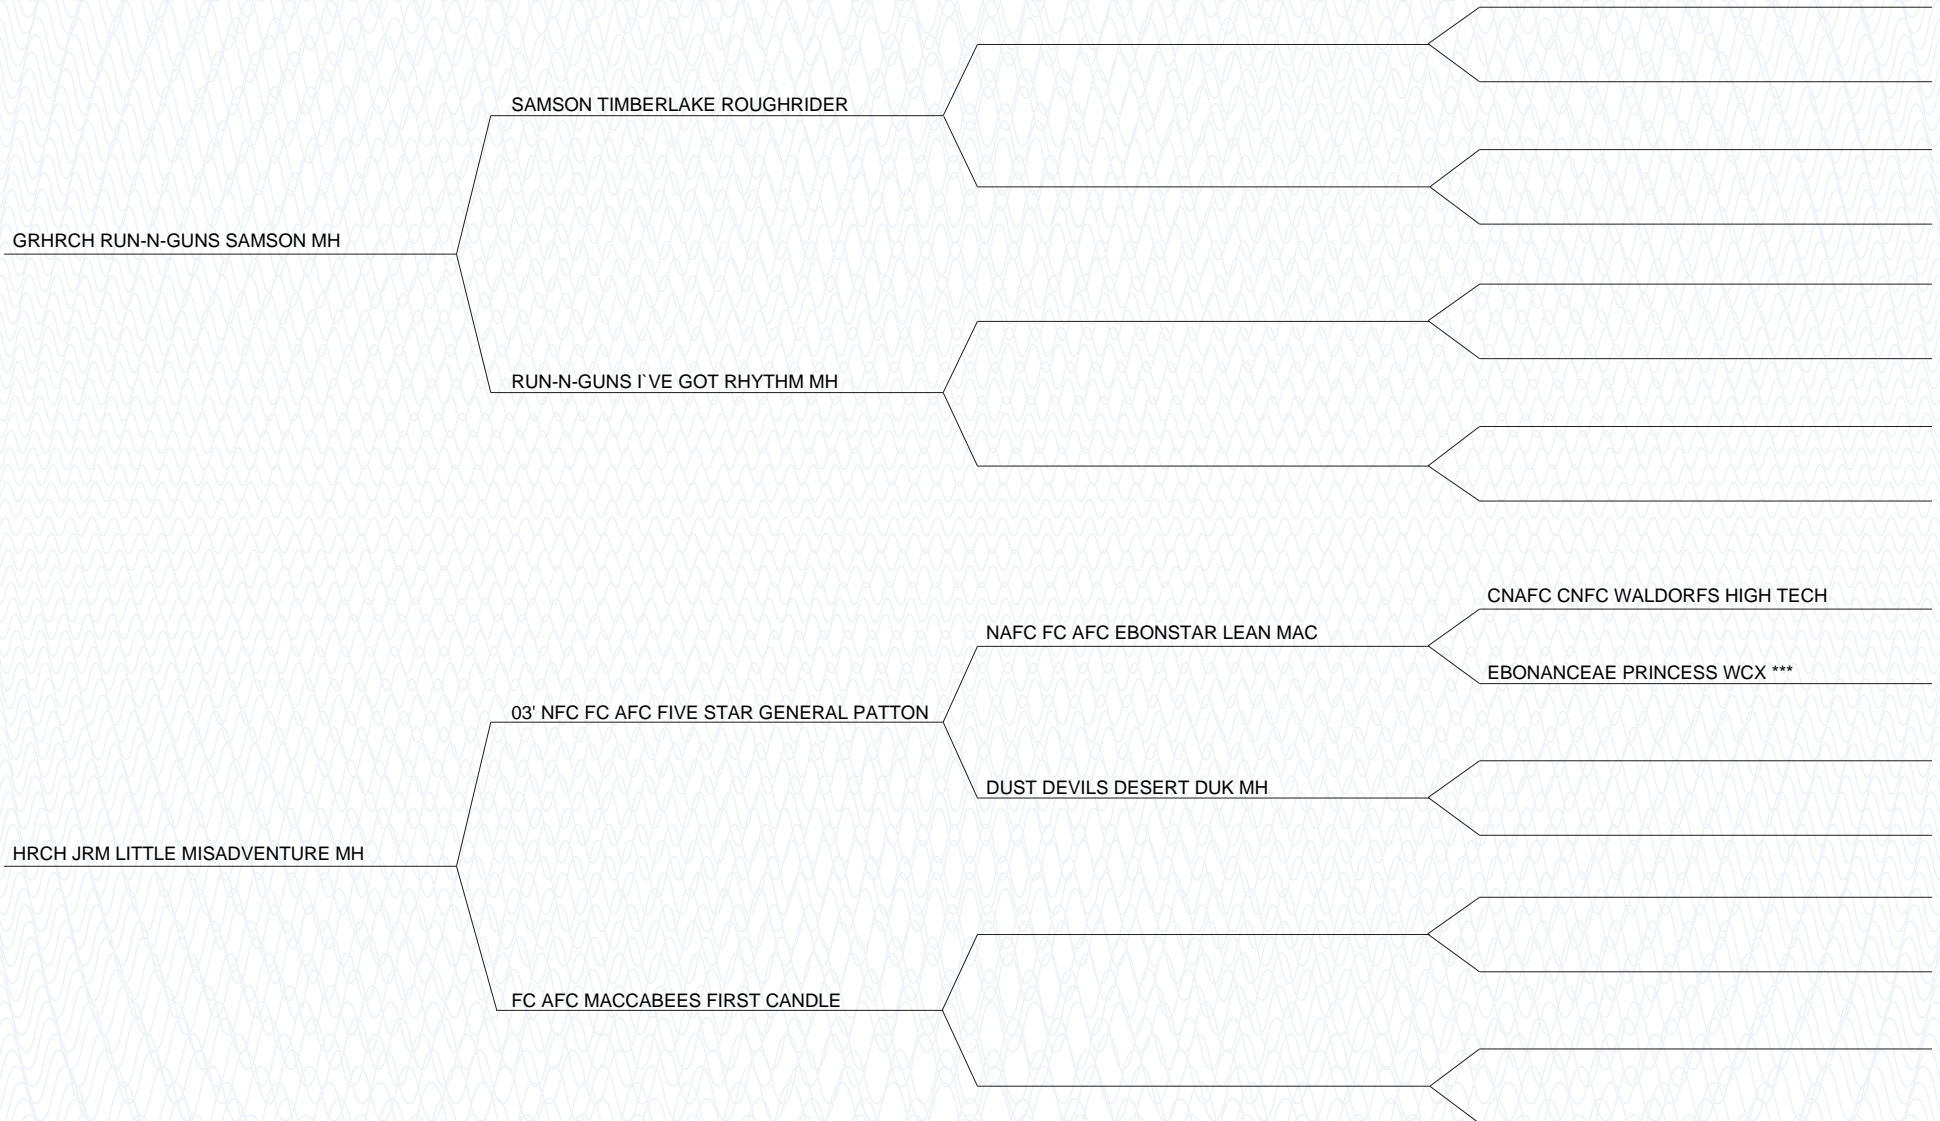 SAMSON TIMBERLAKE ROUGHRIDER
GRHRCH RUN-N-GUNS SAMSON MH
RUN-N-GUNS I`VE GOT RHYTHM MH
CNAFC CNFC WALDORFS HIGH TECH
NAFC FC AFC EBONSTAR LEAN MAC
EBONANCEAE PRINCESS WCX ***
03' NFC FC AFC FIVE STAR GENERAL PATTON
DUST DEVILS DESERT DUK MH
HRCH JRM LITTLE MISADVENTURE MH
FC AFC MACCABEES FIRST CANDLE